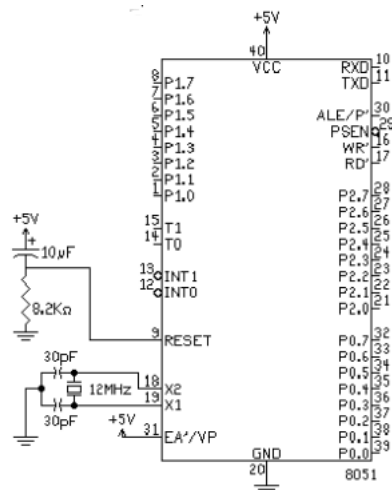 +5V
40
VCC
8 P1.7
7 P1.6
6 P1.5
5 P1.4
4 P1.3
3 P1.2
2 P1.1
1 P1.0
15 T1
14 T0
13 INT1
12 INT0
9 RESET
18 X2
19 X1
31 EA'/VP
+5V
+
10µF
8.2KΩ
30pF
12MHz
30pF
+5V
RXD 10
TXD 11
ALE/P' 30
PSEN 29
WR' 16
RD' 17
P2.7 28
P2.6 27
P2.5 26
P2.4 25
P2.3 24
P2.2 23
P2.1 22
P2.0 21
P0.7 32
P0.6 33
P0.5 34
P0.4 35
P0.3 36
P0.2 37
P0.1 38
P0.0 39
GND
20
8051